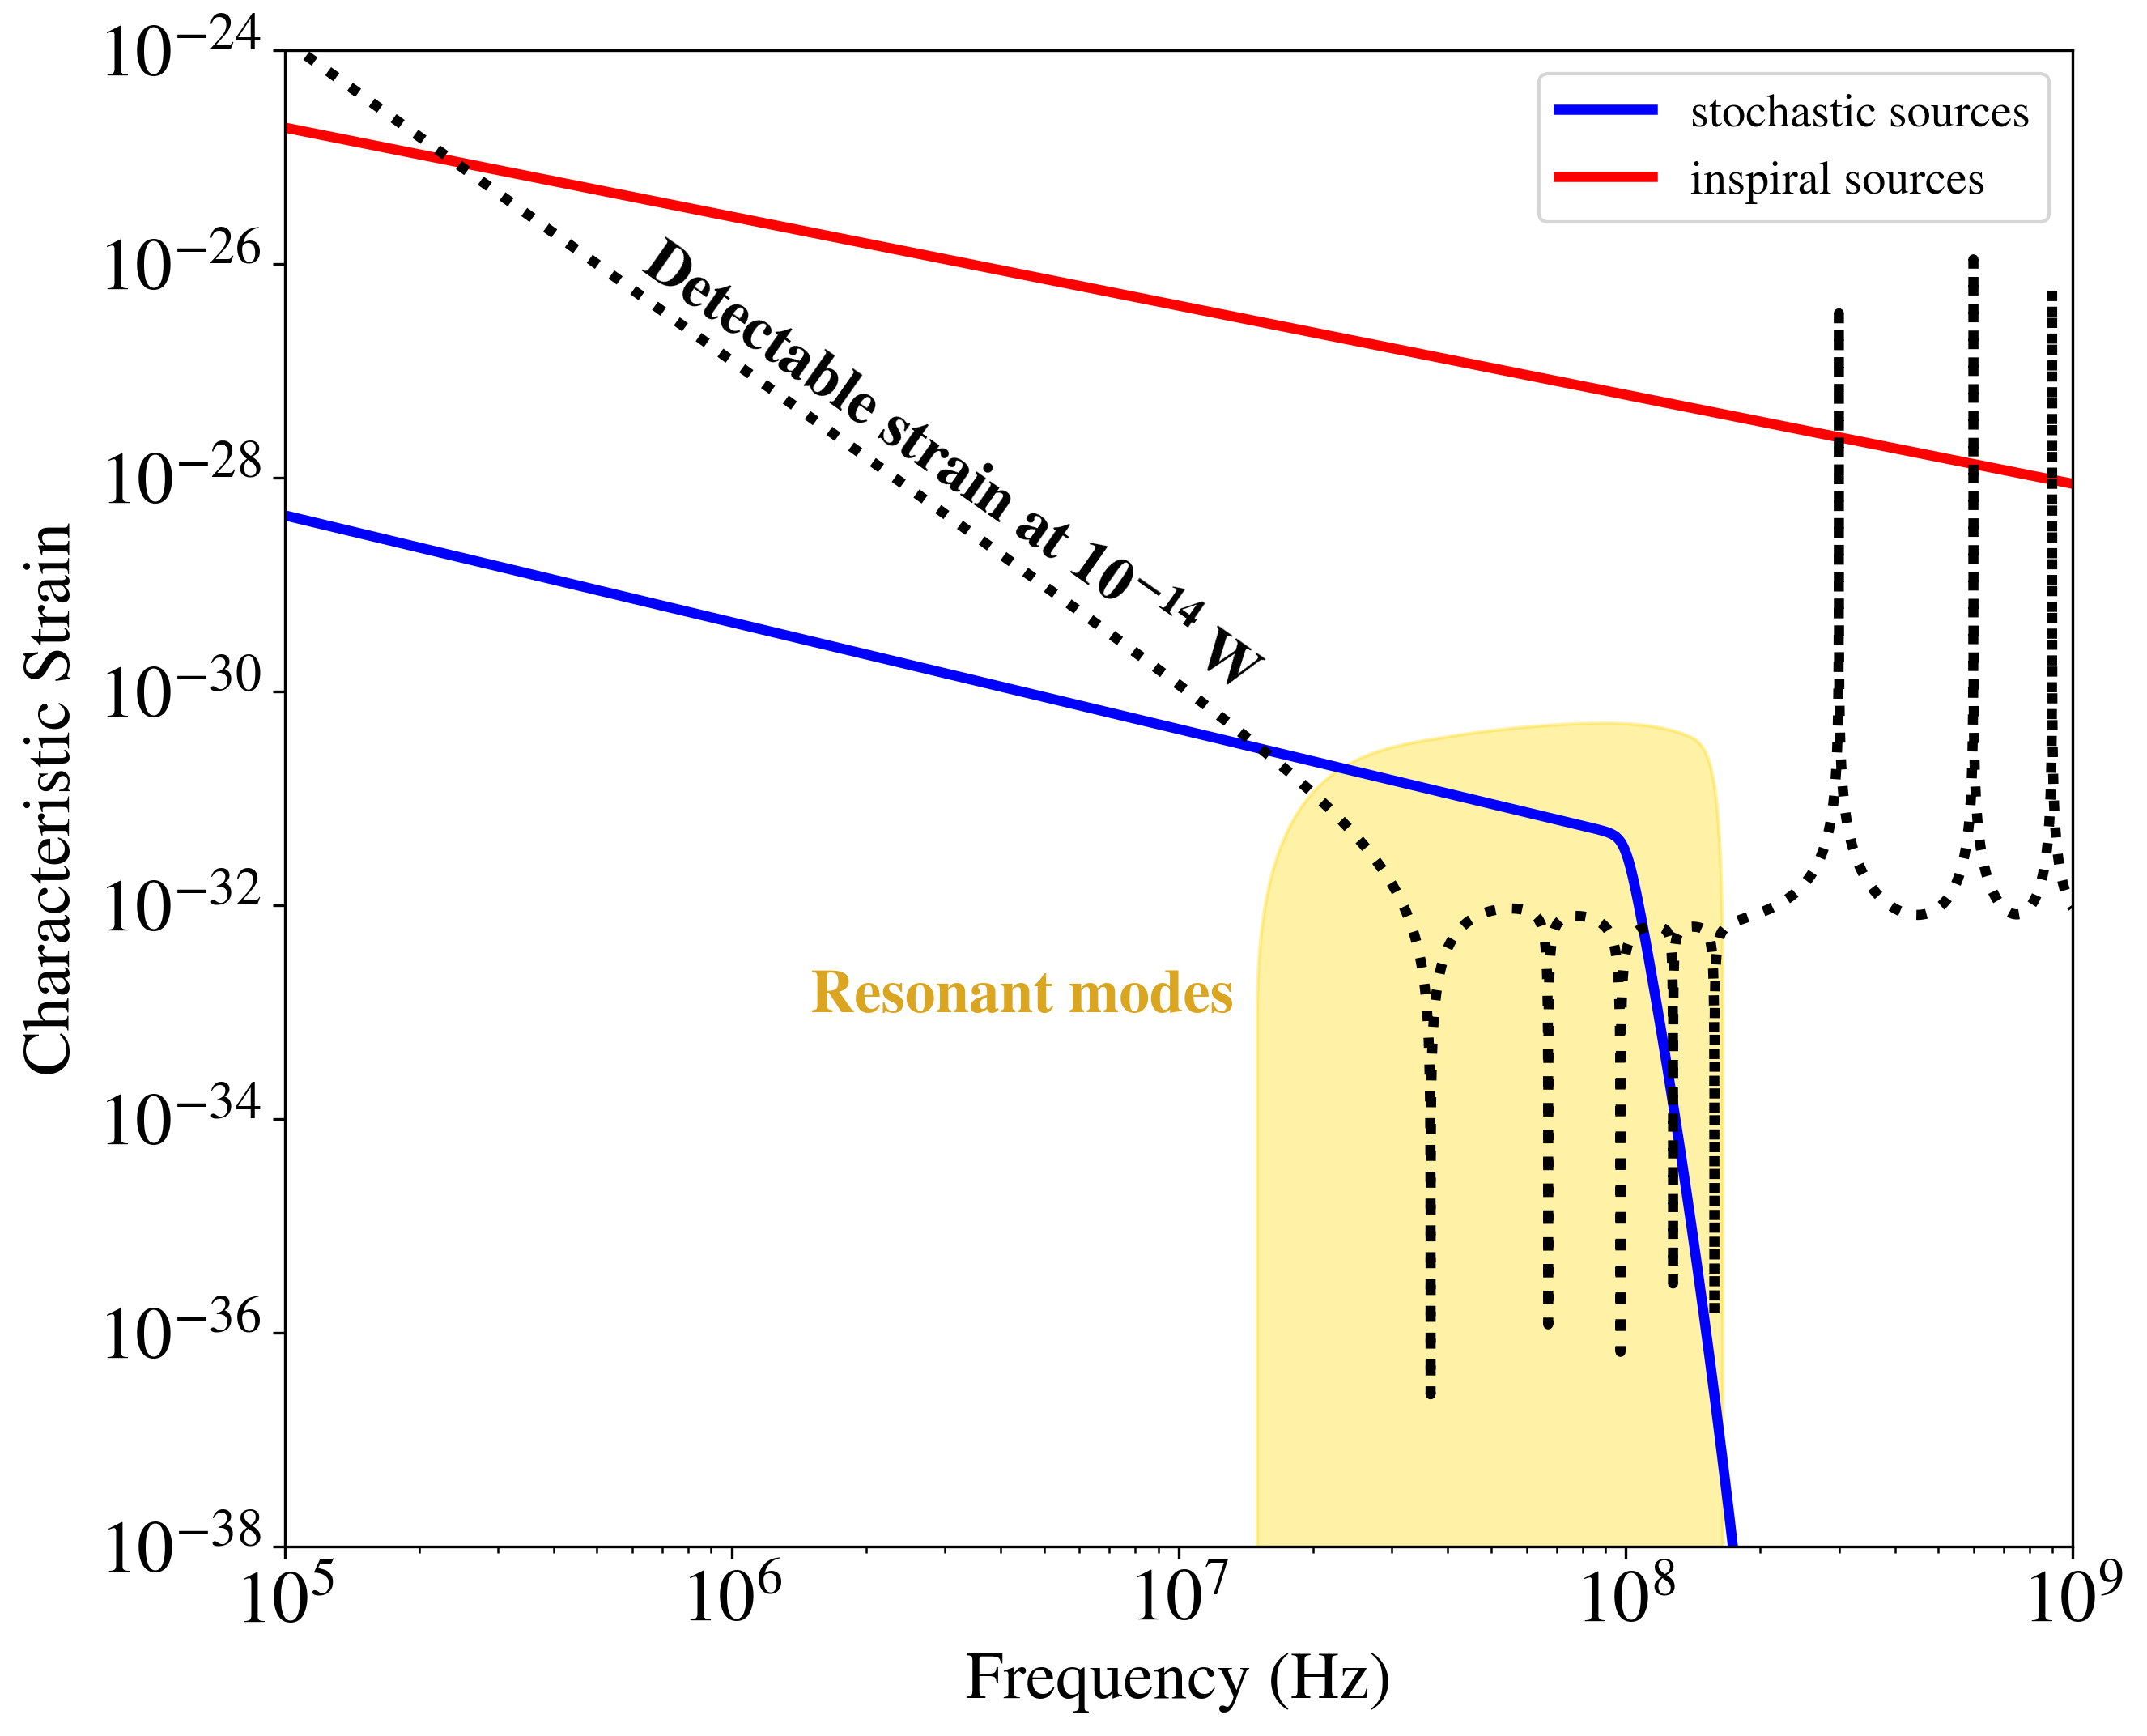 10⁻²⁴
10⁻²⁶
10⁻²⁸
10⁻³⁰
10⁻³²
10⁻³⁴
10⁻³⁶
10⁻³⁸
Characteristic Strain
stochastic sources
inspiral sources
Detectable strain at 10⁻¹⁴ W
Resonant modes
10⁵
10⁶
10⁷
10⁸
10⁹
Frequency (Hz)